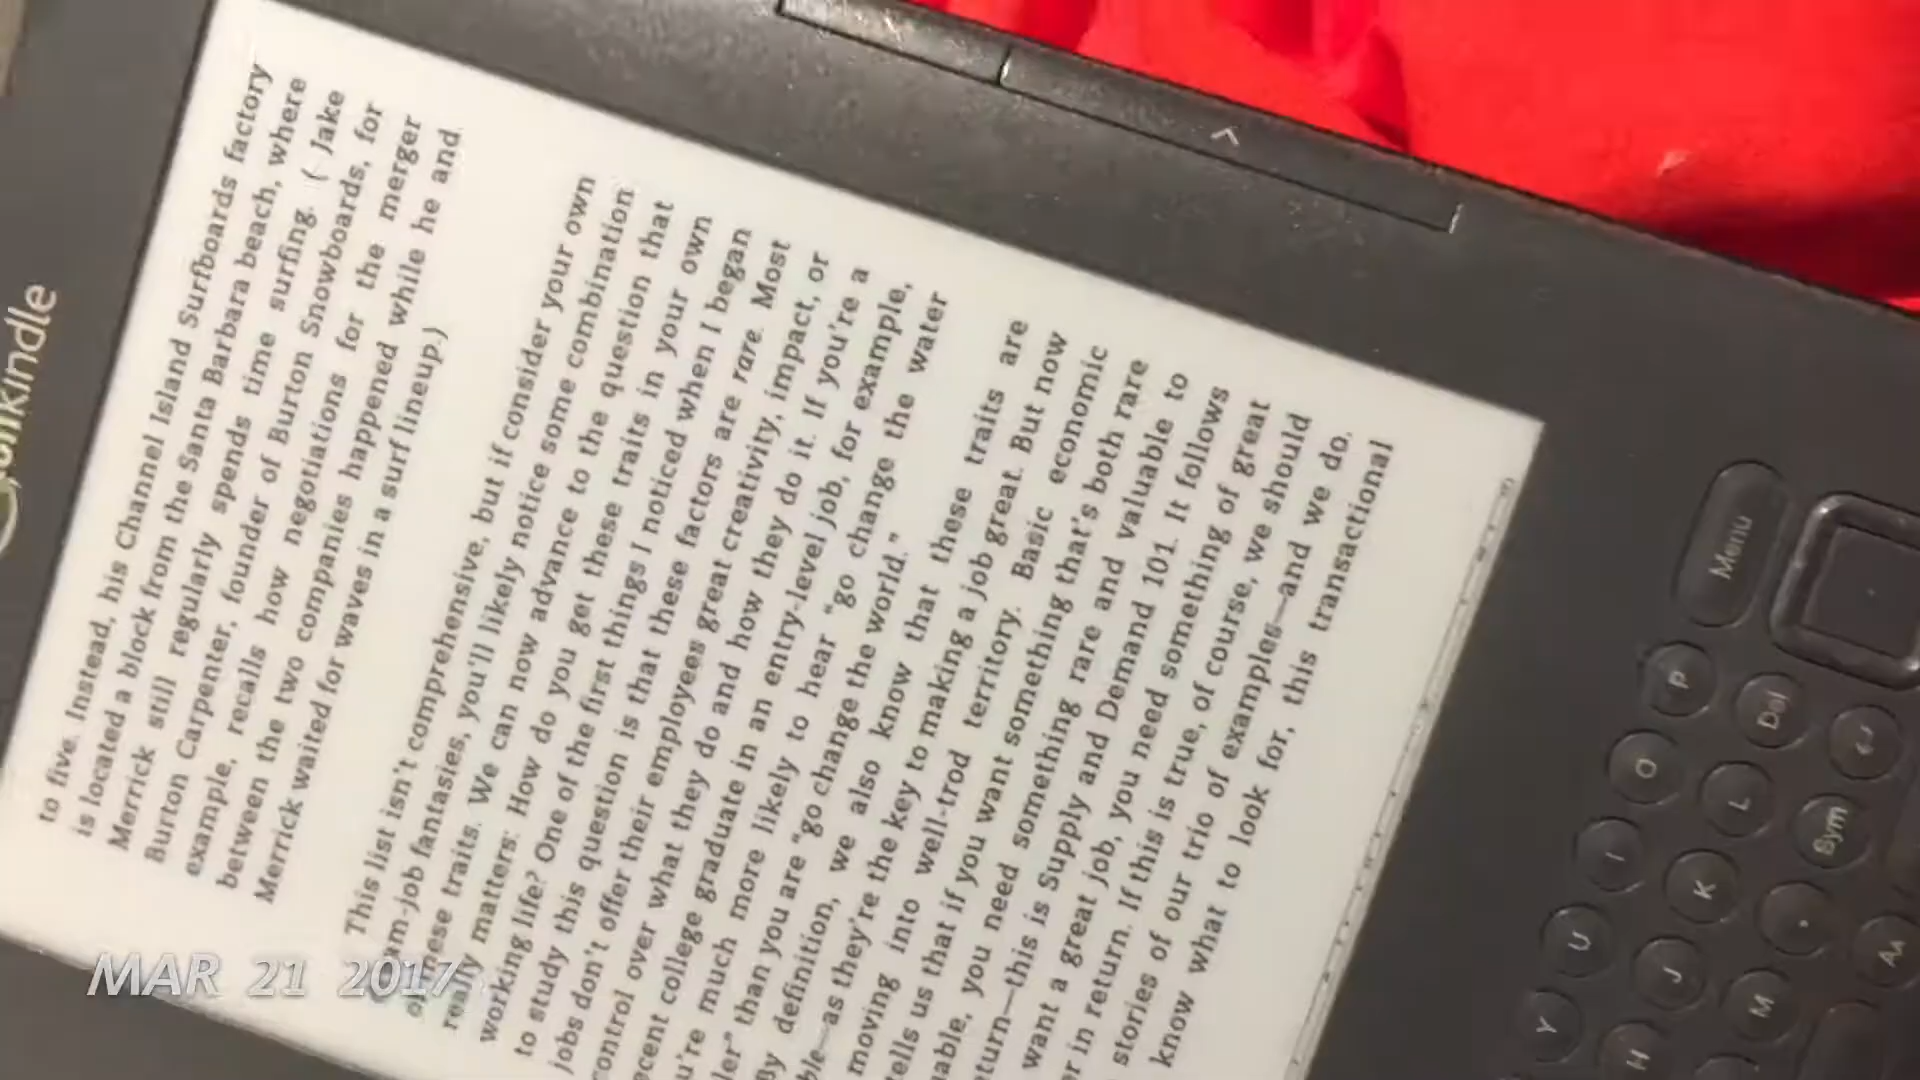 kindle
to five. Instead, his Channel Island Surfboards factory
is located a block from the Santa Barbara beach, where
Merrick still regularly spends time surfing. ( Jake
Burton Carpenter, founder of Burton Snowboards, for
example, recalls how negotiations for the merger
between the two companies happened while he and
Merrick waited for waves in a surf lineup.)
This list isn't comprehensive, but if consider your own
-job fantasies, you'll likely notice some combination
these traits. We can now advance to the question that
really matters: How do you get these traits in your own
working life? One of the first things I noticed when I began
to study this question is that these factors are rare. Most
jobs don't offer their employees great creativity, impact, or
control over what they do and how they do it. If you're a
recent college graduate in an entry-level job, for example,
you're much more likely to hear "go change the water
than you are "go change the world."
By definition, we also know that these traits are
as they're the key to making a job great. But now
moving into well-trod territory. Basic economic
tells us that if you want something that's both rare
you need something rare and valuable to
return—this is Supply and Demand 101. It follows
want a great job, you need something of great
in return. If this is true, of course, we should
stories of our trio of examples—and we do.
know what to look for, this transactional
Menu
P
Del
O
L
Sym
I
K
.
Aa
U
J
M
Y
H
MAR 21 2017